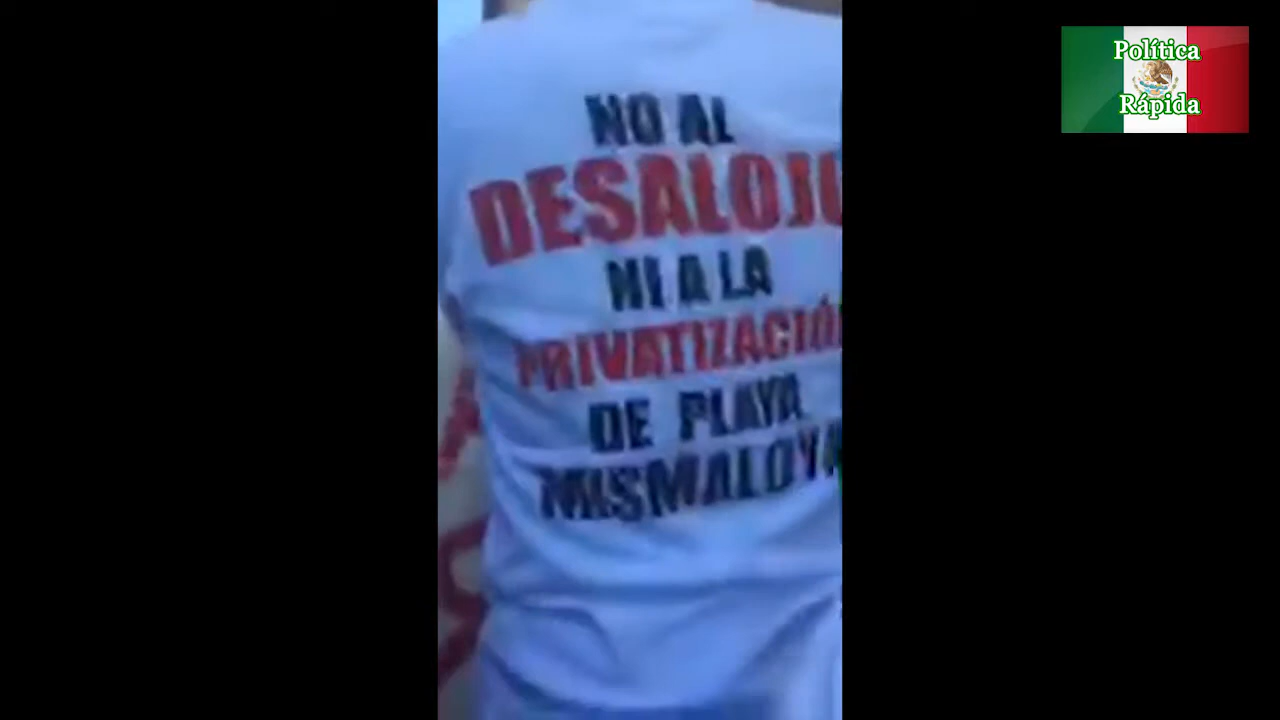 NO AL
DESALOJO
NI A LA
PRIVATIZACIÓN
DE PLAYA
MISMALOYA
Política
Rápida